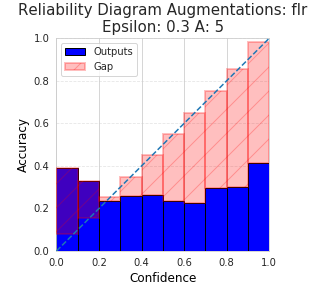 Reliability Diagram Augmentations: flr
Epsilon: 0.3 A: 5
1.0
0.8
0.6
0.4
0.2
0.0
Accuracy
Outputs
Gap
0.0 0.2 0.4 0.6 0.8 1.0
Confidence